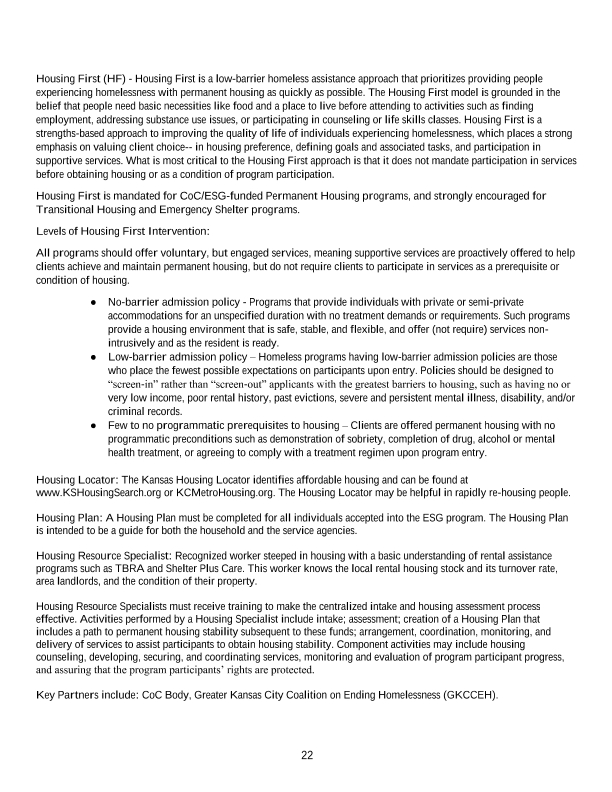 Housing First (HF) - Housing First is a low-barrier homeless assistance approach that prioritizes providing people
experiencing homelessness with permanent housing as quickly as possible. The Housing First model is grounded in the
belief that people need basic necessities like food and a place to live before attending to activities such as finding
employment, addressing substance use issues, or participating in counseling or life skills classes. Housing First is a
strengths-based approach to improving the quality of life of individuals experiencing homelessness, which places a strong
emphasis on valuing client choice-- in housing preference, defining goals and associated tasks, and participation in
supportive services. What is most critical to the Housing First approach is that it does not mandate participation in services
before obtaining housing or as a condition of program participation.
Housing First is mandated for CoC/ESG-funded Permanent Housing programs, and strongly encouraged for
Transitional Housing and Emergency Shelter programs.
Levels of Housing First Intervention:
All programs should offer voluntary, but engaged services, meaning supportive services are proactively offered to help
clients achieve and maintain permanent housing, but do not require clients to participate in services as a prerequisite or
condition of housing.
● No-barrier admission policy - Programs that provide individuals with private or semi-private
accommodations for an unspecified duration with no treatment demands or requirements. Such programs
provide a housing environment that is safe, stable, and flexible, and offer (not require) services non-
intrusively and as the resident is ready.
● Low-barrier admission policy – Homeless programs having low-barrier admission policies are those
who place the fewest possible expectations on participants upon entry. Policies should be designed to
“screen-in” rather than “screen-out” applicants with the greatest barriers to housing, such as having no or
very low income, poor rental history, past evictions, severe and persistent mental illness, disability, and/or
criminal records.
● Few to no programmatic prerequisites to housing – Clients are offered permanent housing with no
programmatic preconditions such as demonstration of sobriety, completion of drug, alcohol or mental
health treatment, or agreeing to comply with a treatment regimen upon program entry.
Housing Locator: The Kansas Housing Locator identifies affordable housing and can be found at
www.KSHousingSearch.org or KCMetroHousing.org. The Housing Locator may be helpful in rapidly re-housing people.
Housing Plan: A Housing Plan must be completed for all individuals accepted into the ESG program. The Housing Plan
is intended to be a guide for both the household and the service agencies.
Housing Resource Specialist: Recognized worker steeped in housing with a basic understanding of rental assistance
programs such as TBRA and Shelter Plus Care. This worker knows the local rental housing stock and its turnover rate,
area landlords, and the condition of their property.
Housing Resource Specialists must receive training to make the centralized intake and housing assessment process
effective. Activities performed by a Housing Specialist include intake; assessment; creation of a Housing Plan that
includes a path to permanent housing stability subsequent to these funds; arrangement, coordination, monitoring, and
delivery of services to assist participants to obtain housing stability. Component activities may include housing
counseling, developing, securing, and coordinating services, monitoring and evaluation of program participant progress,
and assuring that the program participants’ rights are protected.
Key Partners include: CoC Body, Greater Kansas City Coalition on Ending Homelessness (GKCCEH).
22